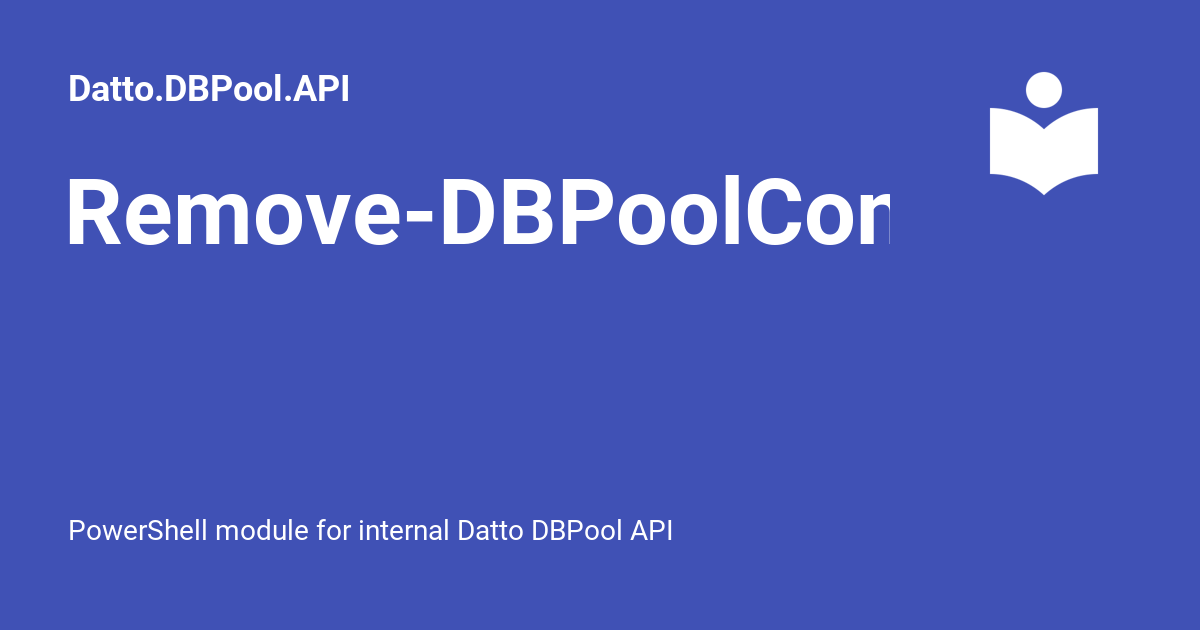 Datto.DBPool.API
Remove-DBPoolCon
PowerShell module for internal Datto DBPool API